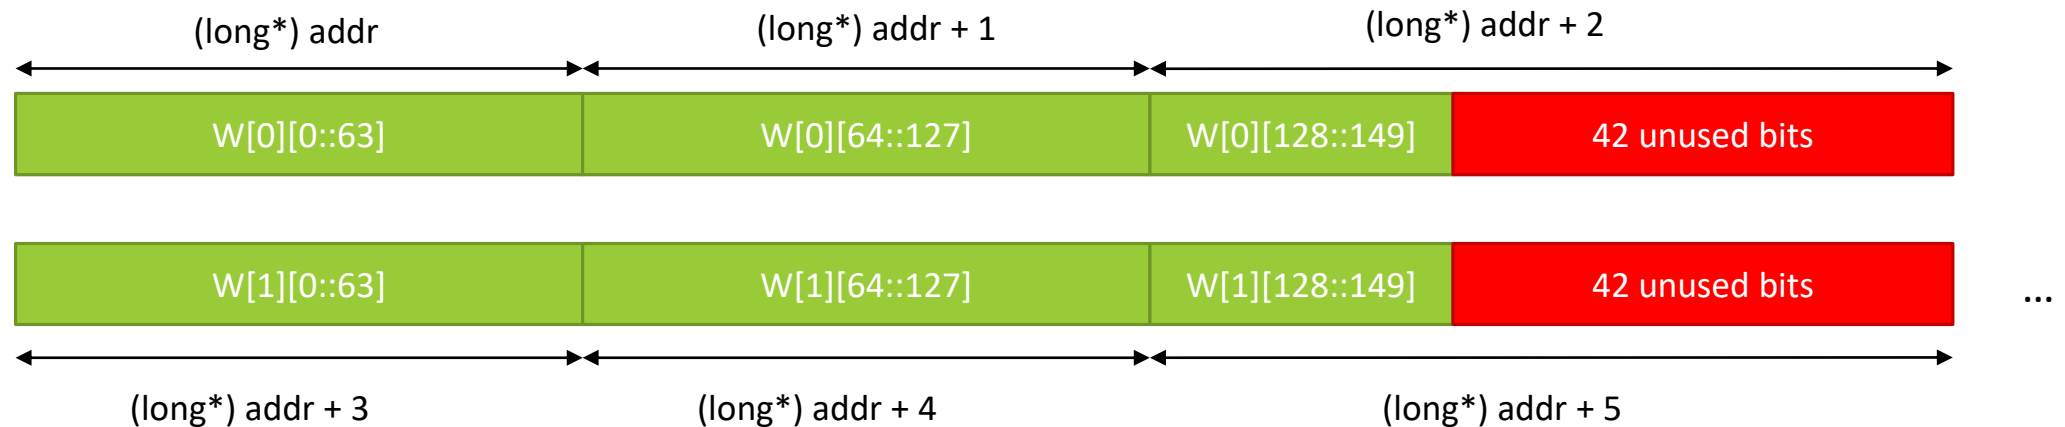 (long*) addr
(long*) addr + 1
(long*) addr + 2
W[0][0::63]
W[0][64::127]
W[0][128::149]
42 unused bits
W[1][0::63]
W[1][64::127]
W[1][128::149]
42 unused bits
...
(long*) addr + 3
(long*) addr + 4
(long*) addr + 5